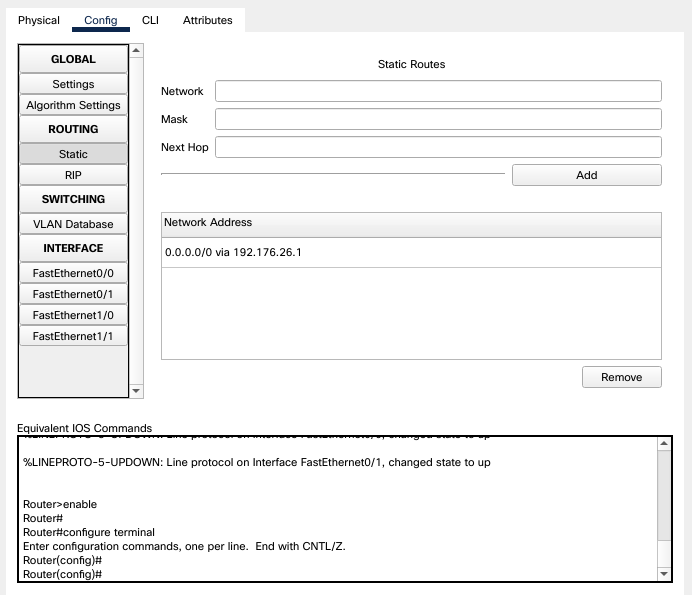 Physical
Config
CLI
Attributes
GLOBAL
Settings
Algorithm Settings
ROUTING
Static
RIP
SWITCHING
VLAN Database
INTERFACE
FastEthernet0/0
FastEthernet0/1
FastEthernet1/0
FastEthernet1/1
Static Routes
Network
Mask
Next Hop
Add
Network Address
0.0.0.0/0 via 192.176.26.1
Remove
Equivalent IOS Commands
%LINEPROTO-5-UPDOWN: Line protocol on Interface FastEthernet0/1, changed state to up
Router>enable
Router#
Router#configure terminal
Enter configuration commands, one per line.  End with CNTL/Z.
Router(config)#
Router(config)#